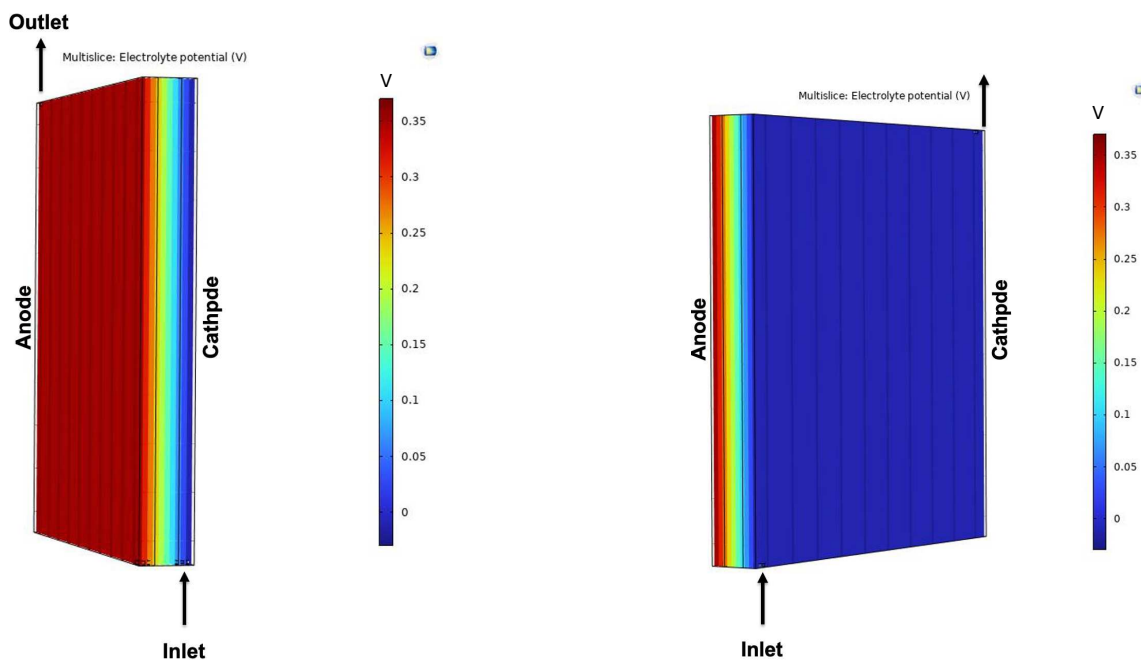 Outlet
Multislice: Electrolyte potential (V)
V
0.35
0.3
0.25
0.2
0.15
0.1
0.05
0
Anode
Cathpde
Inlet
Multislice: Electrolyte potential (V)
V
0.35
0.3
0.25
0.2
0.15
0.1
0.05
0
Anode
Cathpde
Inlet